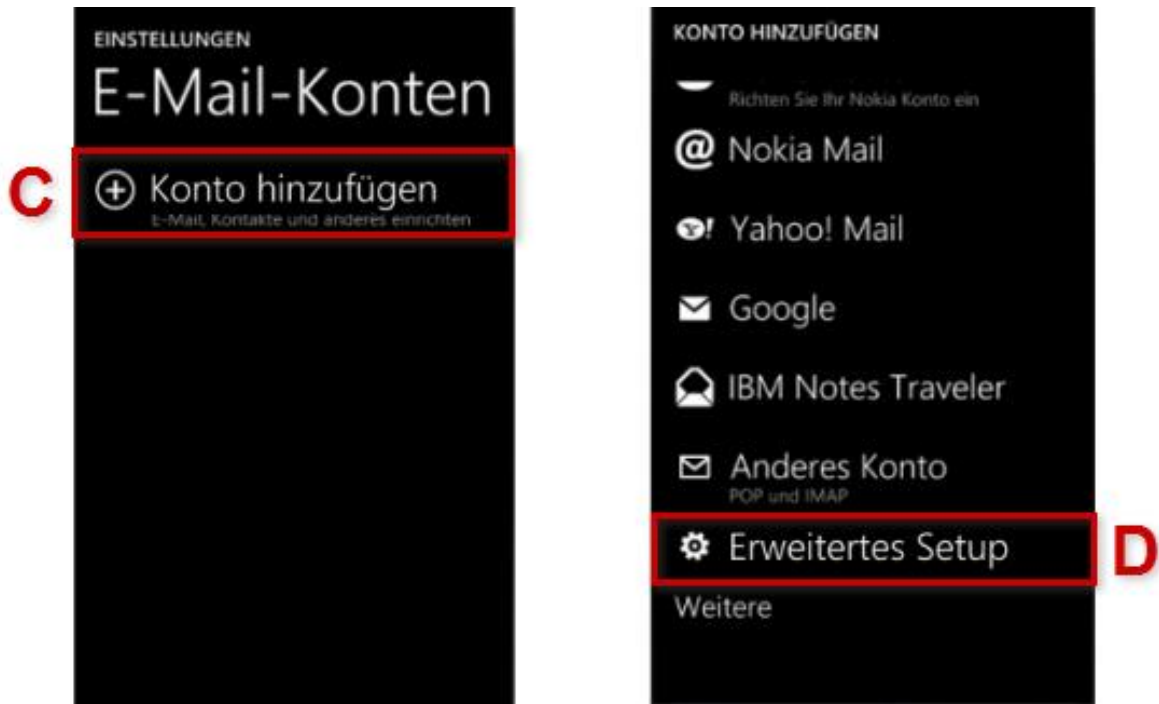 EINSTELLUNGEN
E-Mail-Konten
C
Konto hinzufügen
E-Mail, Kontakte und anderes einrichten
KONTO HINZUFÜGEN
Richten Sie Ihr Nokia Konto ein
@ Nokia Mail
Yahoo! Mail
Google
IBM Notes Traveler
Anderes Konto
POP und IMAP
Erweitertes Setup
D
Weitere